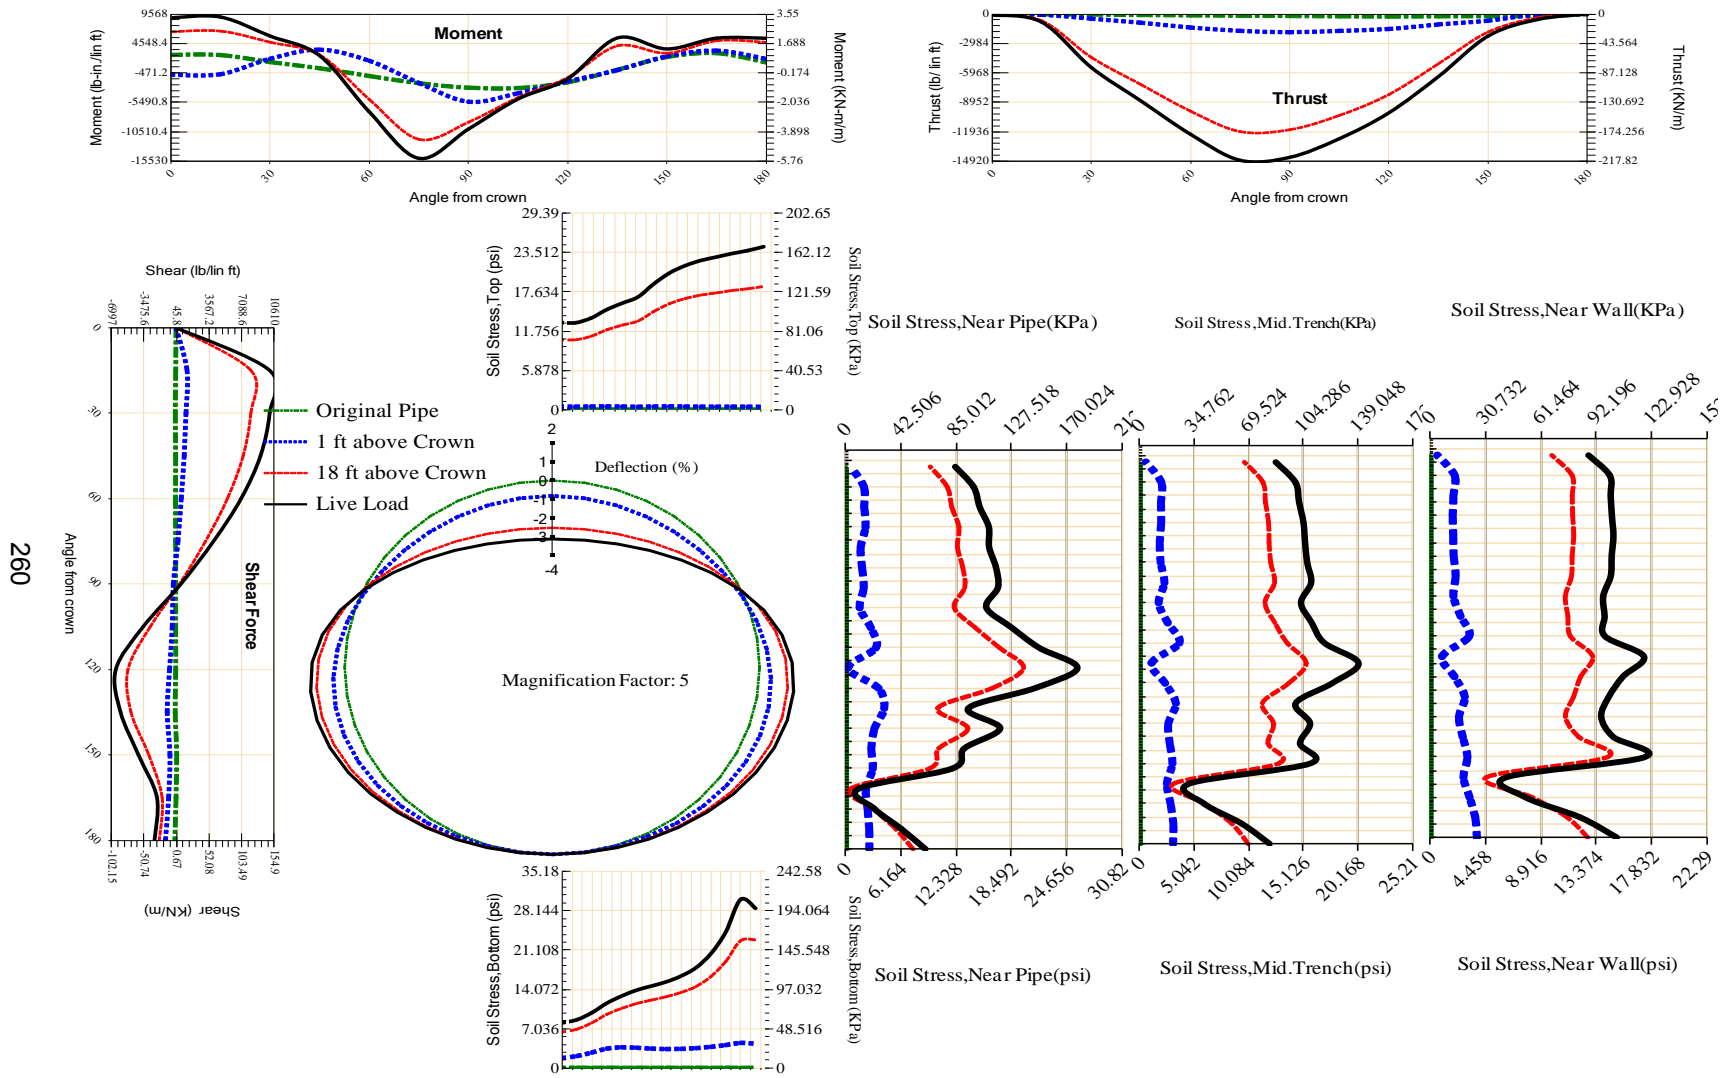 Moment
Moment (lb-in /lin ft)
9568
4548.4
-471.2
-5490.8
-10510.4
-15530
3.55
1.688
-0.174
-2.036
-3.898
-5.76
Moment (KN-m/m)
0 30 60 90 120 150 180
Angle from crown
Thrust
Thrust (lb/ lin ft)
0
-2984
-5968
-8952
-11936
-14920
0
-43.564
-87.128
-130.692
-174.256
-217.82
Thrust (KN/m)
0 30 60 90 120 150 180
Angle from crown
Soil Stress,Top (psi)
29.39
23.512
17.634
11.756
5.878
0
202.65
162.12
121.59
81.06
40.53
0
Soil Stress,Top (KPa)
Shear (lb/lin ft)
-6997 -3475.6 45.8 3567.2 7088.6 10610
0
30
60
90
120
150
180
Angle from crown
Shear Force
-102.15 -50.74 0.67 52.08 103.49 154.9
Shear (KN/m)
260
Original Pipe
1 ft above Crown
18 ft above Crown
Live Load
2
1
0
-1
-2
-3
-4
Deflection (%)
Magnification Factor: 5
Soil Stress,Bottom (psi)
35.18
28.144
21.108
14.072
7.036
0
242.58
194.064
145.548
97.032
48.516
0
Soil Stress,Bottom (KPa)
Soil Stress,Near Pipe(KPa)
0 42.506 85.012 127.518 170.024
0 6.164 12.328 18.492 24.656 30.82
Soil Stress,Near Pipe(psi)
Soil Stress,Mid.Trench(KPa)
0 34.762 69.524 104.286 139.048
0 5.042 10.084 15.126 20.168 25.21
Soil Stress,Mid.Trench(psi)
Soil Stress,Near Wall(KPa)
0 30.732 61.464 92.196 122.928
0 4.458 8.916 13.374 17.832 22.29
Soil Stress,Near Wall(psi)